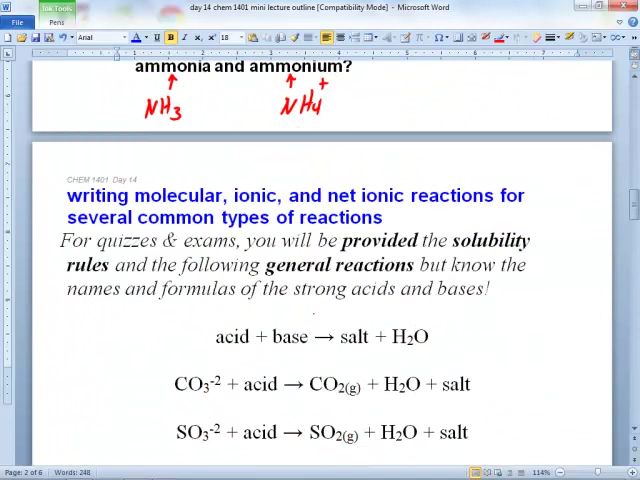 day 14 chem 1401 mini lecture outline [Compatibility Mode] - Microsoft Word
Ink Tools
File Pens
Arial 18
ammonia and ammonium?
NH3 NH4+
CHEM 1401 Day 14
writing molecular, ionic, and net ionic reactions for
several common types of reactions
For quizzes & exams, you will be provided the solubility
rules and the following general reactions but know the
names and formulas of the strong acids and bases!
acid + base → salt + H₂O
CO₃⁻² + acid → CO₂(g) + H₂O + salt
SO₃⁻² + acid → SO₂(g) + H₂O + salt
Page: 2 of 6 Words: 248 114%